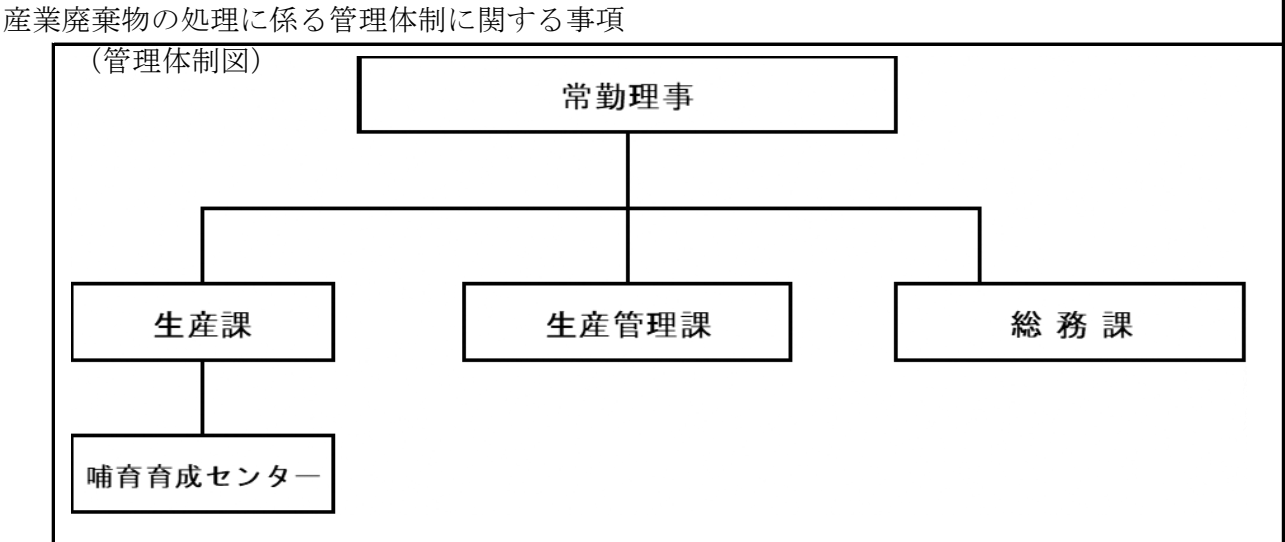 産業廃棄物の処理に係る管理体制に関する事項
（管理体制図）
常勤理事
生産課
生産管理課
総務課
哺育育成センター